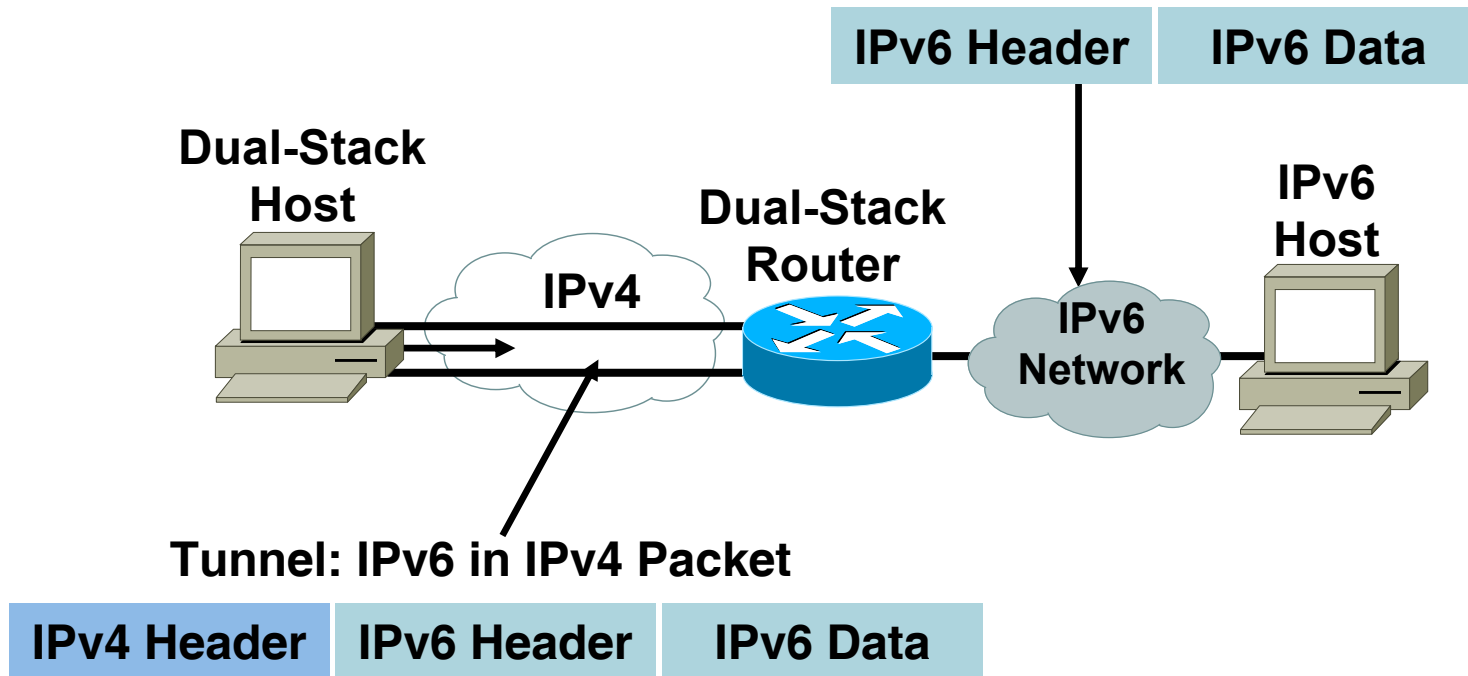 IPv6 Header IPv6 Data
Dual-Stack
Host
Dual-Stack
Router
IPv6
Host
IPv4
IPv6
Network
Tunnel: IPv6 in IPv4 Packet
IPv4 Header IPv6 Header IPv6 Data